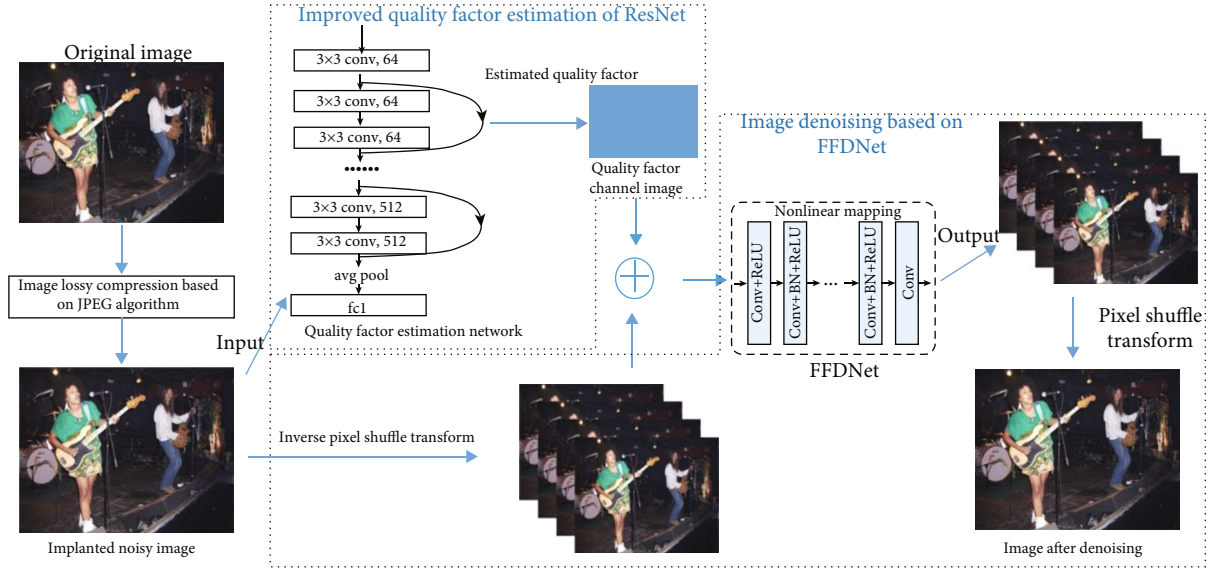 Improved quality factor estimation of ResNet
Original image
3×3 conv, 64
3×3 conv, 64
3×3 conv, 64
••••••
3×3 conv, 512
3×3 conv, 512
avg pool
fc1
Quality factor estimation network
Estimated quality factor
Quality factor
channel image
Image lossy compression based
on JPEG algorithm
Input
Implanted noisy image
Inverse pixel shuffle transform
Image denoising based on
FFDNet
Nonlinear mapping
Conv+ReLU
Conv+BN+ReLU
...
Conv+BN+ReLU
Conv
FFDNet
Output
Pixel shuffle
transform
Image after denoising